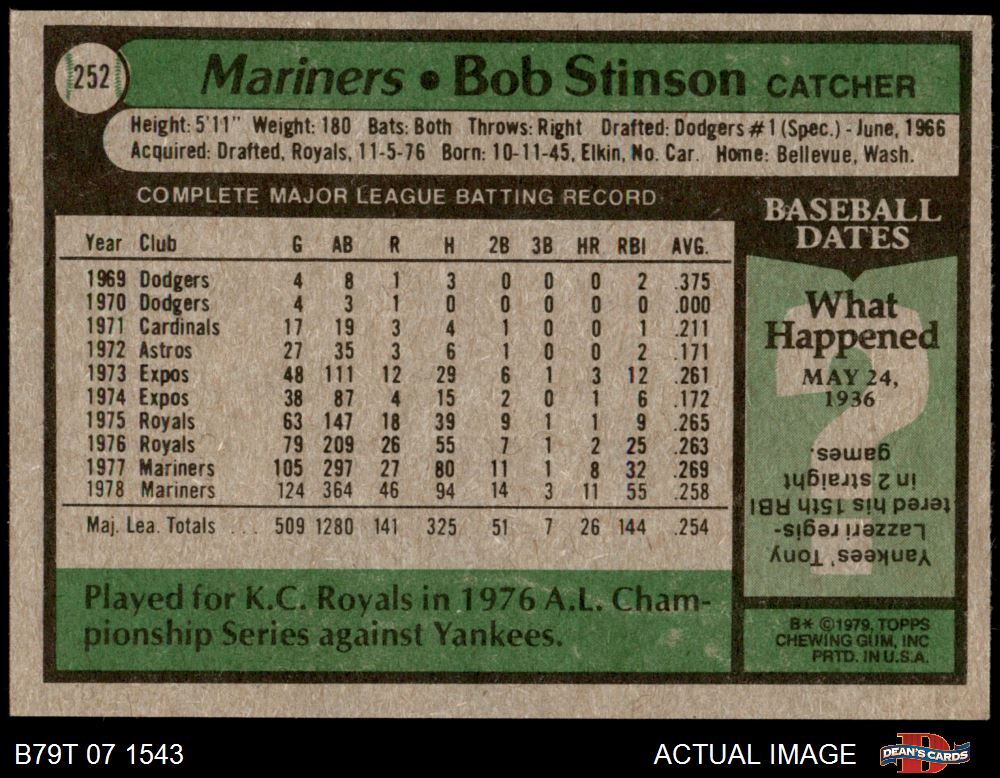 252
Mariners • Bob Stinson CATCHER
Height: 5'11" Weight: 180 Bats: Both Throws: Right Drafted: Dodgers #1 (Spec.) - June, 1966
Acquired: Drafted, Royals, 11-5-76 Born: 10-11-45, Elkin, No. Car. Home: Bellevue, Wash.
COMPLETE MAJOR LEAGUE BATTING RECORD
Year Club G AB R H 2B 3B HR RBI AVG.
1969 Dodgers 4 8 1 3 0 0 0 2 .375
1970 Dodgers 4 3 1 0 0 0 0 0 .000
1971 Cardinals 17 19 3 4 1 0 0 1 .211
1972 Astros 27 35 3 6 1 0 0 2 .171
1973 Expos 48 111 12 29 6 1 3 12 .261
1974 Expos 38 87 4 15 2 0 1 6 .172
1975 Royals 63 147 18 39 9 1 1 9 .265
1976 Royals 79 209 26 55 7 1 2 25 .263
1977 Mariners 105 297 27 80 11 1 8 32 .269
1978 Mariners 124 364 46 94 14 3 11 55 .258
Maj. Lea. Totals ... 509 1280 141 325 51 7 26 144 .254
Played for K.C. Royals in 1976 A.L. Cham-
pionship Series against Yankees.
BASEBALL
DATES
What
Happened
MAY 24,
1936
?
Yankees' Tony
Lazzeri regis-
tered his 15th RBI
in 2 straight
games.
B* ©1979, TOPPS
CHEWING GUM, INC
PRTD. IN U.S.A.
B79T 07 1543
ACTUAL IMAGE
D
DEAN'S CARDS